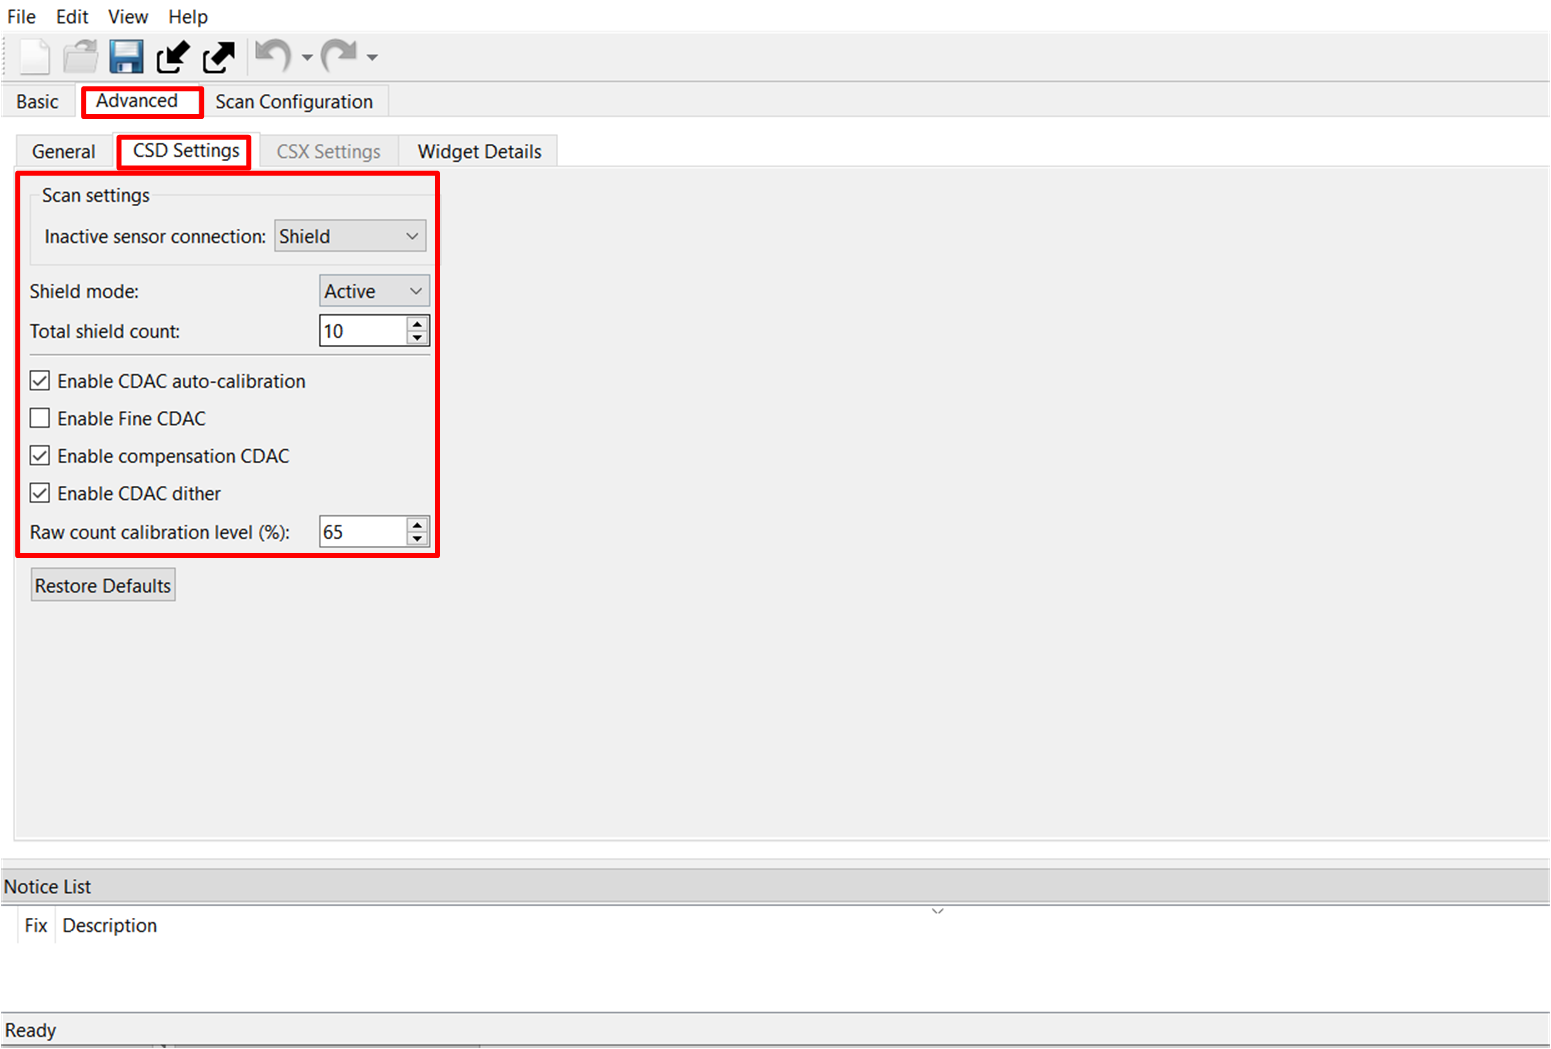 File Edit View Help
Basic Advanced Scan Configuration
General CSD Settings CSX Settings Widget Details
Scan settings
Inactive sensor connection: Shield
Shield mode: Active
Total shield count: 10
Enable CDAC auto-calibration
Enable Fine CDAC
Enable compensation CDAC
Enable CDAC dither
Raw count calibration level (%): 65
Restore Defaults
Notice List
Fix Description
Ready